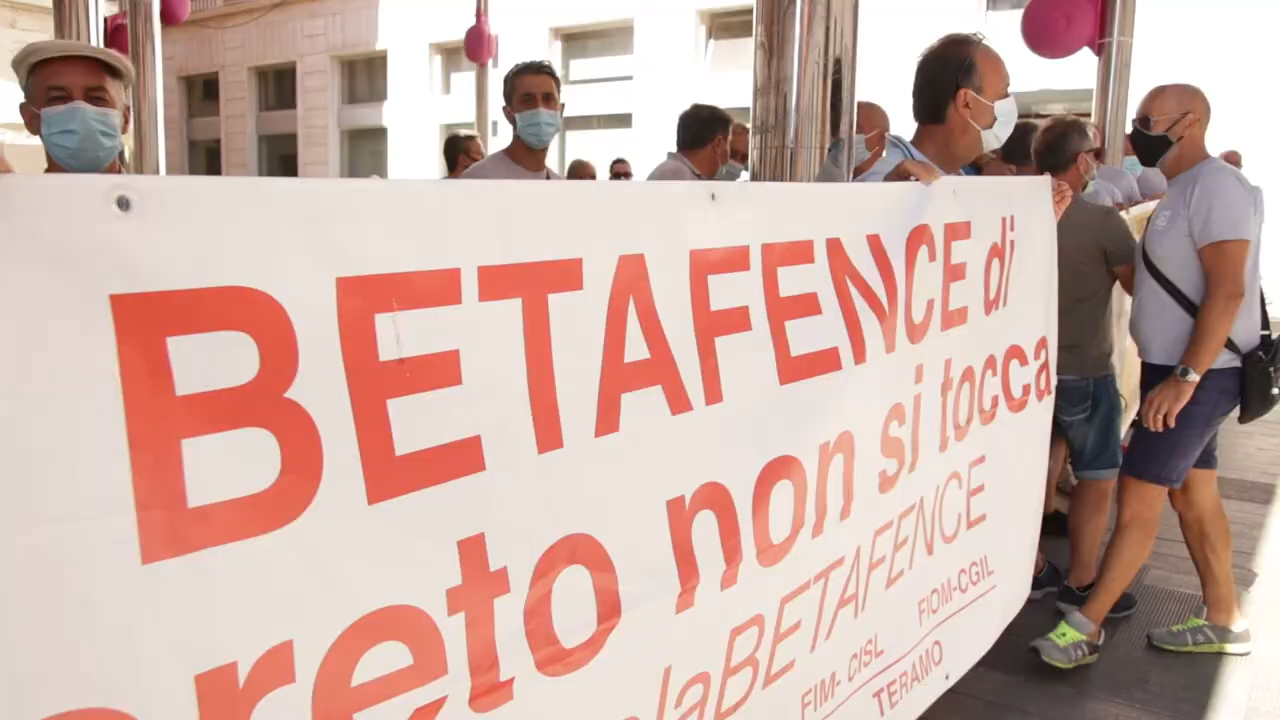 BETAFENCE di
reto non si tocca
laBETAFENCE
FIM- CISL FIOM-CGIL
TERAMO